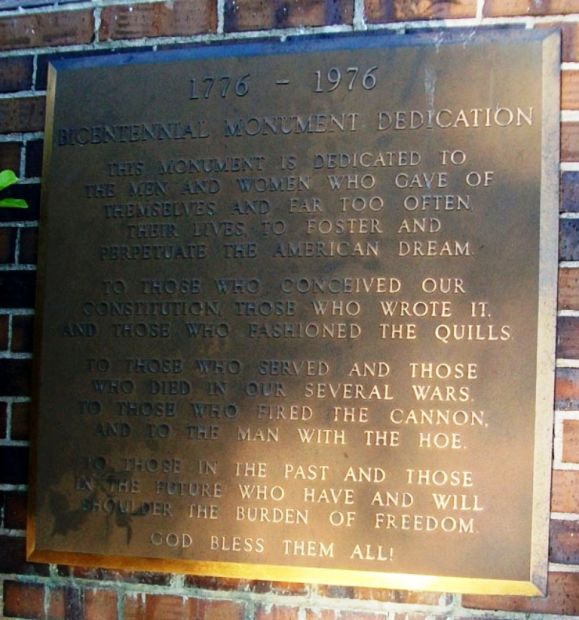 1776 - 1976
BICENTENNIAL MONUMENT DEDICATION
THIS MONUMENT IS DEDICATED TO
THE MEN AND WOMEN WHO GAVE OF
THEMSELVES AND FAR TOO OFTEN,
THEIR LIVES, TO FOSTER AND
PERPETUATE THE AMERICAN DREAM.
TO THOSE WHO CONCEIVED OUR
CONSTITUTION, THOSE WHO WROTE IT,
AND THOSE WHO FASHIONED THE QUILLS.
TO THOSE WHO SERVED AND THOSE
WHO DIED IN OUR SEVERAL WARS.
TO THOSE WHO FIRED THE CANNON,
AND TO THE MAN WITH THE HOE.
TO THOSE IN THE PAST AND THOSE
IN THE FUTURE WHO HAVE AND WILL
SHOULDER THE BURDEN OF FREEDOM.
GOD BLESS THEM ALL!